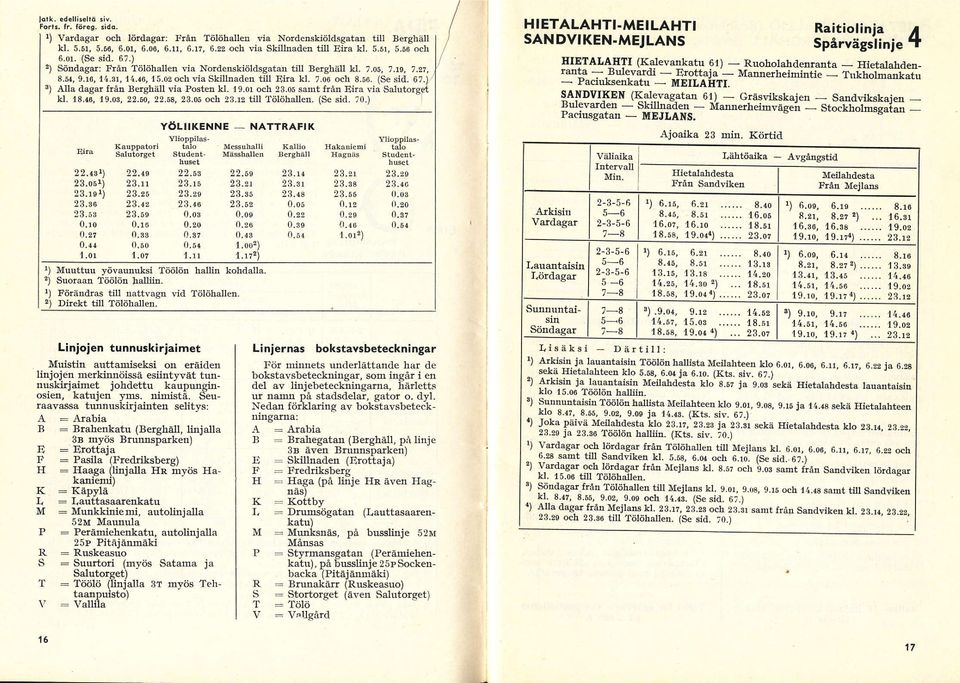 Jatk. edelliseltä siv.
Forts. fr. föreg. sida.
¹) Vardagar och lördagar: Från Tölöhallen via Nordenskiöldsgatan till Berghäll
kl. 5.51, 5.56, 6.01, 6.06, 6.11, 6.17, 6.22 och via Skillnaden till Eira kl. 5.51, 5.56 och
6.01. (Se sid. 67.)
²) Söndagar: Från Tölöhallen via Nordenskiöldsgatan till Berghäll kl. 7.05, 7.19, 7.27,
8.54, 9.16, 14.31, 14.46, 15.02 och via Skillnaden till Eira kl. 7.06 och 8.56. (Se sid. 67.)
³) Alla dagar från Berghäll via Posten kl. 19.01 och 23.05 samt från Eira via Salutorget
kl. 18.46, 19.03, 22.50, 22.58, 23.05 och 23.12 till Tölöhallen. (Se sid. 70.)
YÖLIIKENNE — NATTRAFIK
Eira Kauppatori Salutorget Ylioppilas-talo Student-huset Messuhalli Mässhallen Kallio Berghäll Hakaniemi Hagnäs Ylioppilas-talo Student-huset
22.43¹) 22.49 22.53 22.59 23.14 23.21 23.29
23.05¹) 23.11 23.15 23.21 23.31 23.38 23.46
23.19¹) 23.25 23.29 23.35 23.48 23.55 0.03
23.36 23.42 23.46 23.52 0.05 0.12 0.20
23.53 23.59 0.03 0.09 0.22 0.29 0.37
0.10 0.16 0.20 0.26 0.39 0.46 0.54
0.27 0.33 0.37 0.43 0.54 1.01²)
0.44 0.50 0.54 1.00²)
1.01 1.07 1.11 1.17²)
¹) Muuttuu yövaunuksi Töölön hallin kohdalla.
²) Suoraan Töölön halliin.
¹) Förändras till nattvagn vid Tölöhallen.
²) Direkt till Tölöhallen.
Linjojen tunnuskirjaimet
Muistin auttamiseksi on eräiden
linjojen merkinnöissä esiintyvät tun-
nuskirjaimet johdettu kaupungin-
osien, katujen yms. nimistä. Seu-
raavassa tunnuskirjainten selitys:
A = Arabia
B = Brahenkatu (Berghäll, linjalla
3B myös Brunnsparken)
E = Erottaja
F = Pasila (Fredriksberg)
H = Haaga (linjalla HR myös Ha-
kaniemi)
K = Käpylä
L = Lauttasaarenkatu
M = Munkkiniemi, autolinjalla
52M Maunula
P = Perämiehenkatu, autolinjalla
25P Pitäjänmäki
R = Ruskeasuo
S = Suurtori (myös Satama ja
Salutorget)
T = Töölö (linjalla 3T myös Teh-
taanpuisto)
V = Vallila
16
Linjernas bokstavsbeteckningar
För minnets underlättande har de
bokstavsbeteckningar, som ingår i en
del av linjebeteckningarna, härletts
ur namn på stadsdelar, gator o. dyl.
Nedan förklaring av bokstavsbeteck-
ningarna:
A = Arabia
B = Brahegatan (Berghäll, på linje
3B även Brunnsparken)
E = Skillnaden (Erottaja)
F = Fredriksberg
H = Haga (på linje HR även Hag-
näs)
K = Kottby
L = Drumsögatan (Lauttasaaren-
katu)
M = Munksnäs, på busslinje 52M
Månsas
P = Styrmansgatan (Perämiehen-
katu), på busslinje 25P Socken-
backa (Pitäjänmäki)
R = Brunakärr (Ruskeasuo)
S = Stortorget (även Salutorget)
T = Tölö
V = Vallgård
HIETALAHTI-MEILAHTI
SANDVIKEN-MEJLANS
Raitiolinja
Spårvägslinje 4
HIETALAHTI (Kalevankatu 61) — Ruoholahdenranta — Hietalahden-
ranta — Bulevardi — Erottaja — Mannerheimintie — Tukholmankatu
— Paciuksenkatu — MEILAHTI.
SANDVIKEN (Kalevagatan 61) — Gräsvikskajen — Sandvikskajen —
Bulevarden — Skillnaden — Mannerheimvägen — Stockholmsgatan —
Paciusgatan — MEJLANS.
Ajoaika 23 min. Körtid
Väliaika Intervall Min. Lähtöaika — Avgångstid
Hietalahdesta Från Sandviken Meilahdesta Från Mejlans
Arkisin Vardagar
2-3-5-6 ¹) 6.15, 6.21 ...... 8.40 ¹) 6.09, 6.19 ...... 8.16
5—6 8.45, 8.51 ...... 16.05 8.21, 8.27 ²) ... 16.31
2-3-5-6 16.07, 16.10 ...... 18.51 16.36, 16.38 ...... 19.02
7—8 18.58, 19.04⁴) ...... 23.07 19.10, 19.17⁴) ...... 23.12
Lauantaisin Lördagar
2-3-5-6 ¹) 6.15, 6.21 ...... 8.40 ¹) 6.09, 6.14 ...... 8.16
5—6 8.45, 8.51 ...... 13.13 8.21, 8.27 ²) ...... 13.39
2-3-5-6 13.15, 13.18 ...... 14.20 13.41, 13.45 ...... 14.46
5—6 14.25, 14.30 ²) ... 18.51 14.51, 14.56 ...... 19.02
7—8 18.58, 19.04 ⁴) ...... 23.07 19.10, 19.17 ⁴) ...... 23.12
Sunnuntai-sin Söndagar
7—8 ³) 9.04, 9.12 ...... 14.52 ³) 9.10, 9.17 ...... 14.46
5—6 14.57, 15.03 ...... 18.51 14.51, 14.56 ...... 19.02
7—8 18.58, 19.04 ⁴) ... 23.07 19.10, 19.17 ⁴) ... 23.12
Lisäksi — Därtill:
¹) Arkisin ja lauantaisin Töölön hallista Meilahteen klo 6.01, 6.06, 6.11, 6.17, 6.22 ja 6.28
sekä Hietalahteen klo 5.58, 6.04 ja 6.10. (Kts. siv. 67.)
²) Arkisin ja lauantaisin Meilahdesta klo 8.57 ja 9.03 sekä Hietalahdesta lauantaisin
klo 15.06 Töölön halliin.
³) Sunnuntaisin Töölön hallista Meilahteen klo 9.01, 9.08, 9.15 ja 14.48 sekä Hietalahteen
klo 8.47, 8.55, 9.02, 9.09 ja 14.43. (Kts. siv. 67.)
⁴) Joka päivä Meilahdesta klo 23.17, 23.23 ja 23.31 sekä Hietalahdesta klo 23.14, 23.22,
23.29 ja 23.36 Töölön halliin. (Kts. siv. 70.)
¹) Vardagar och lördagar från Tölöhallen till Mejlans kl. 6.01, 6.06, 6.11, 6.17, 6.22 och
6.28 samt till Sandviken kl. 5.58, 6.04 och 6.10. (Se sid. 67.)
²) Vardagar och lördagar från Mejlans kl. 8.57 och 9.03 samt från Sandviken lördagar
kl. 15.06 till Tölöhallen.
³) Söndagar från Tölöhallen till Mejlans kl. 9.01, 9.08, 9.15 och 14.48 samt till Sandviken
kl. 8.47, 8.55, 9.02, 9.09 och 14.43. (Se sid. 67.)
⁴) Alla dagar från Mejlans kl. 23.17, 23.23 och 23.31 samt från Sandviken kl. 23.14, 23.22,
23.29 och 23.36 till Tölöhallen. (Se sid. 70.)
17